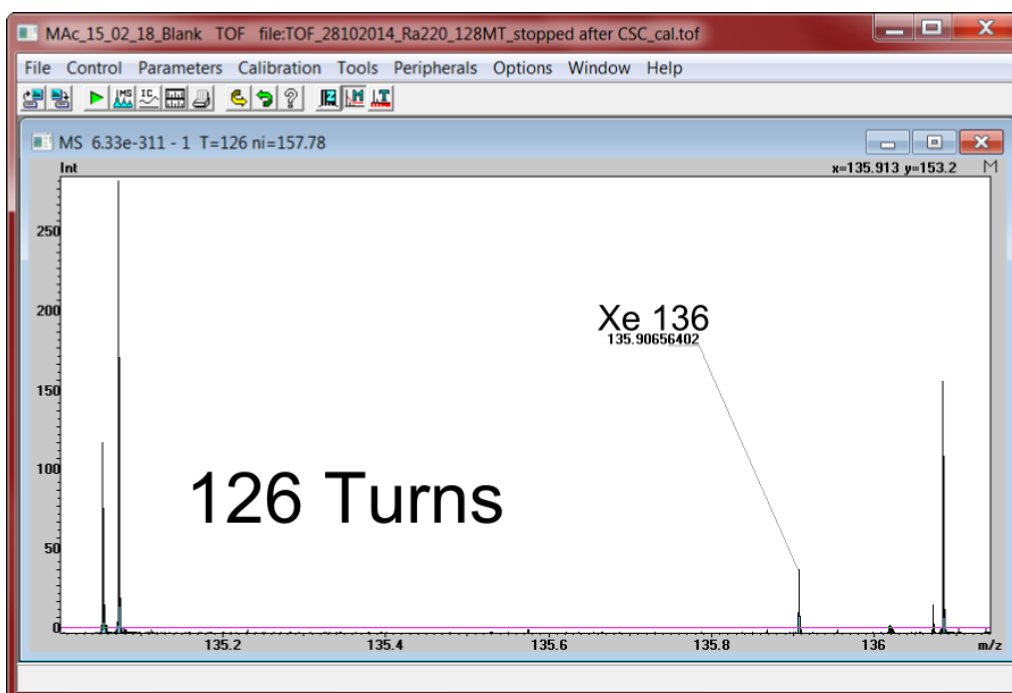 MAc_15_02_18_Blank TOF file:TOF_28102014_Ra220_128MT_stopped after CSC_cal.tof
File Control Parameters Calibration Tools Peripherals Options Window Help
MS 6.33e-311 - 1 T=126 ni=157.78
Int
x=135.913 y=153.2 M
250
200
Xe 136
135.90656402
150
100
126 Turns
50
0
135.2 135.4 135.6 135.8 136 m/z